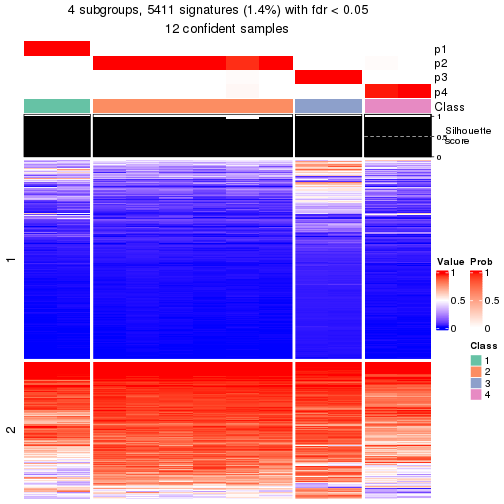 4 subgroups, 5411 signatures (1.4%) with fdr < 0.05
12 confident samples
p1
p2
p3
p4
Class
1
0.5
0
Silhouette
score
1
2
Value
1
0.5
0
Prob
1
0.5
0
Class
1
2
3
4